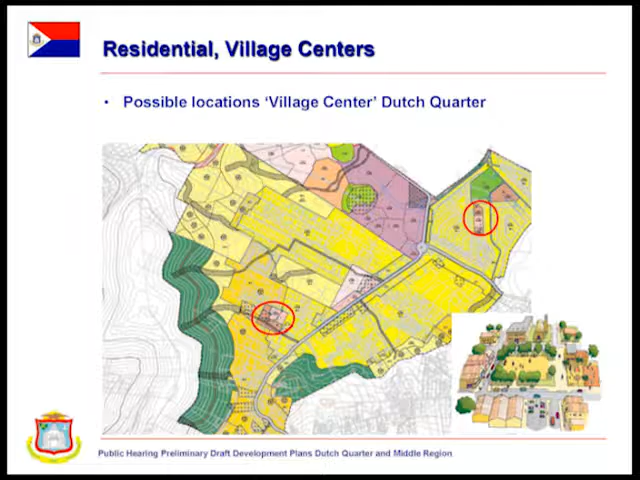 Residential, Village Centers
• Possible locations ‘Village Center’ Dutch Quarter
Public Hearing Preliminary Draft Development Plans Dutch Quarter and Middle Region